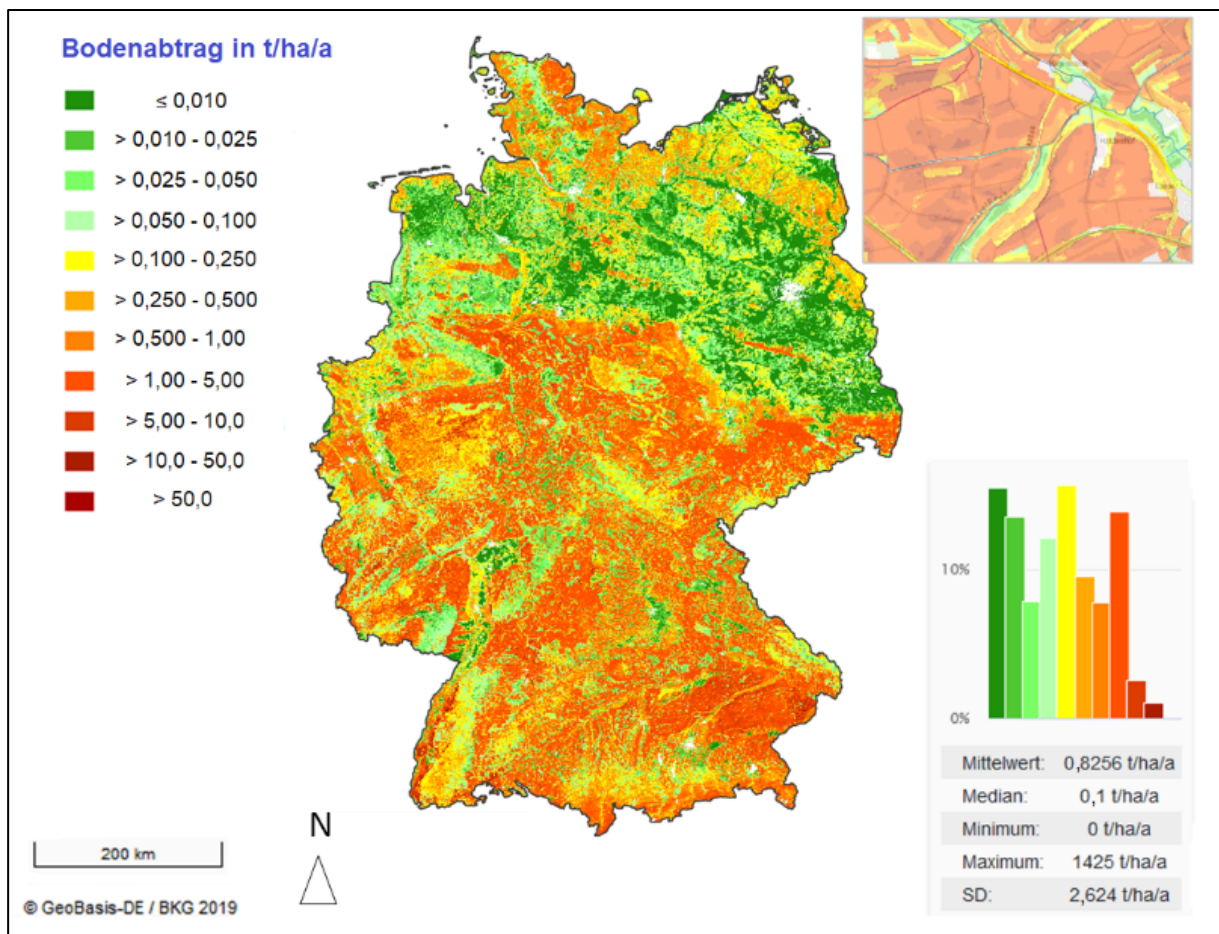 Bodenabtrag in t/ha/a
≤ 0,010
> 0,010 - 0,025
> 0,025 - 0,050
> 0,050 - 0,100
> 0,100 - 0,250
> 0,250 - 0,500
> 0,500 - 1,00
> 1,00 - 5,00
> 5,00 - 10,0
> 10,0 - 50,0
> 50,0
10%
0%
Mittelwert: 0,8256 t/ha/a
Median: 0,1 t/ha/a
Minimum: 0 t/ha/a
Maximum: 1425 t/ha/a
SD: 2,624 t/ha/a
N
200 km
© GeoBasis-DE / BKG 2019